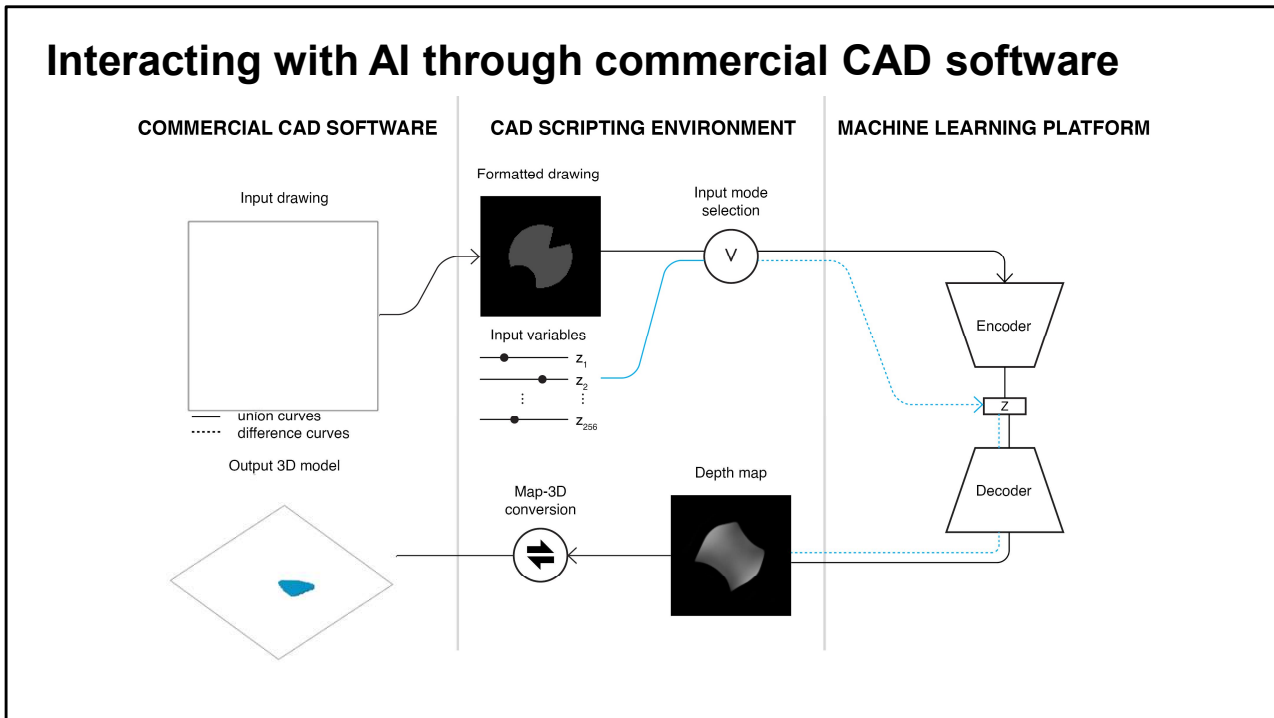 Interacting with AI through commercial CAD software
COMMERCIAL CAD SOFTWARE
CAD SCRIPTING ENVIRONMENT
MACHINE LEARNING PLATFORM
Input drawing
Formatted drawing
Input mode
selection
V
Encoder
Input variables
z1
z2
z256
Z
union curves
difference curves
Output 3D model
Map-3D
conversion
Depth map
Decoder